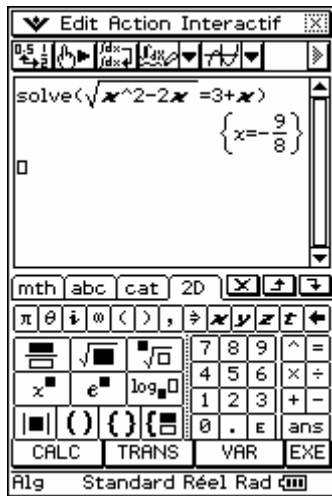 Edit Action Interactif
solve(√x^2-2x =3+x)
{x=-9/8}
mth abc cat 2D
π θ i ∞ ( ) , ⇒ x y z t ←
√■ ⁿ√□ 7 8 9 ^ =
x■ e■ log■□ 4 5 6 × ÷
1 2 3 + -
|■| () {} {■ 0 . E ans
CALC TRANS VAR EXE
Alg Standard Réel Rad